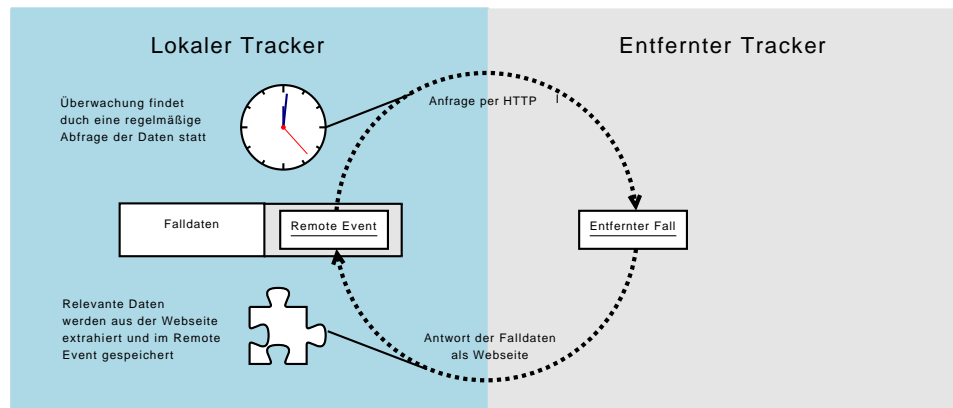 Lokaler Tracker
Entfernter Tracker
Überwachung findet
duch eine regelmäßige
Abfrage der Daten statt
Anfrage per HTTP
Falldaten
Remote Event
Entfernter Fall
Relevante Daten
werden aus der Webseite
extrahiert und im Remote
Event gespeichert
Antwort der Falldaten
als Webseite